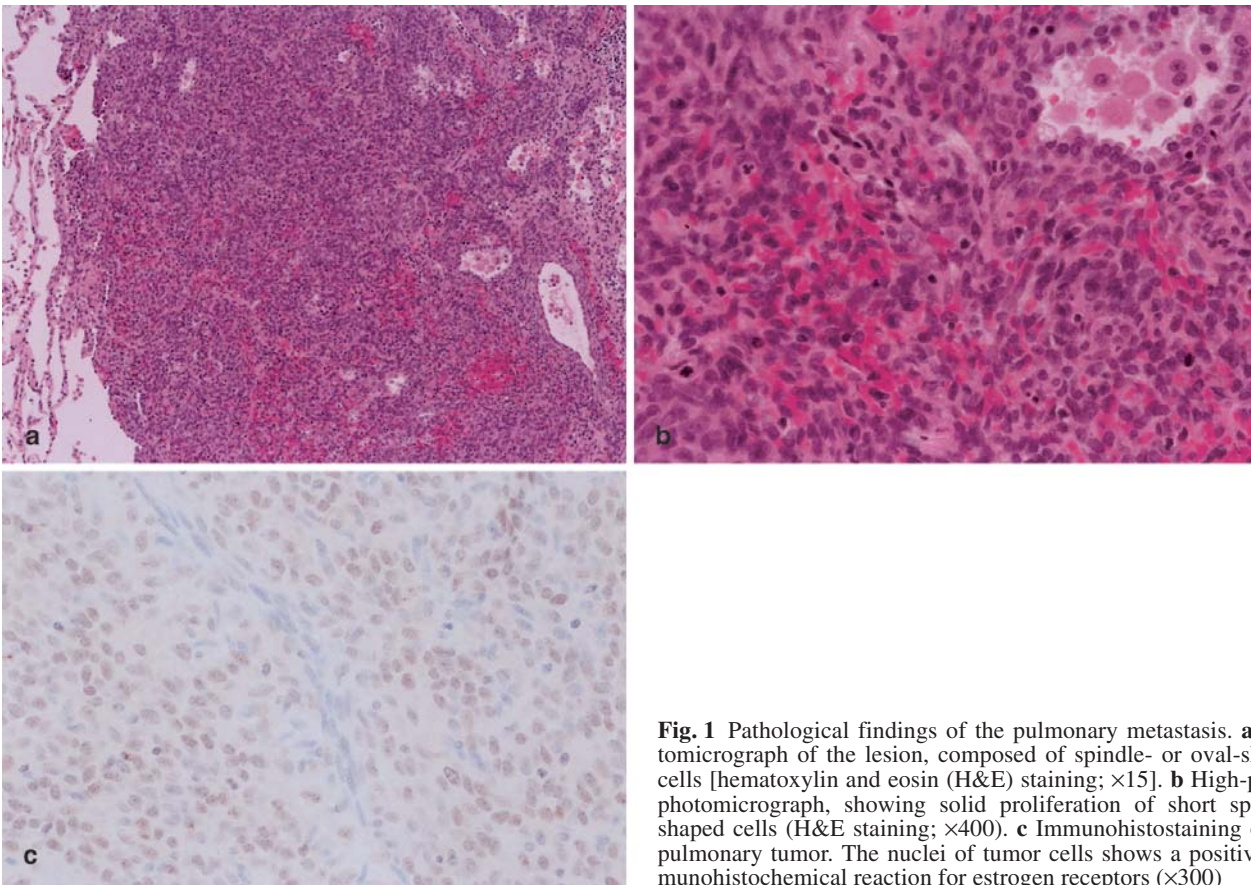 a
b
c
Fig. 1 Pathological findings of the pulmonary metastasis. a
tomicrograph of the lesion, composed of spindle- or oval-s
cells [hematoxylin and eosin (H&E) staining; ×15]. b High-p
photomicrograph, showing solid proliferation of short sp
shaped cells (H&E staining; ×400). c Immunohistostaining
pulmonary tumor. The nuclei of tumor cells shows a positiv
munohistochemical reaction for estrogen receptors (×300)